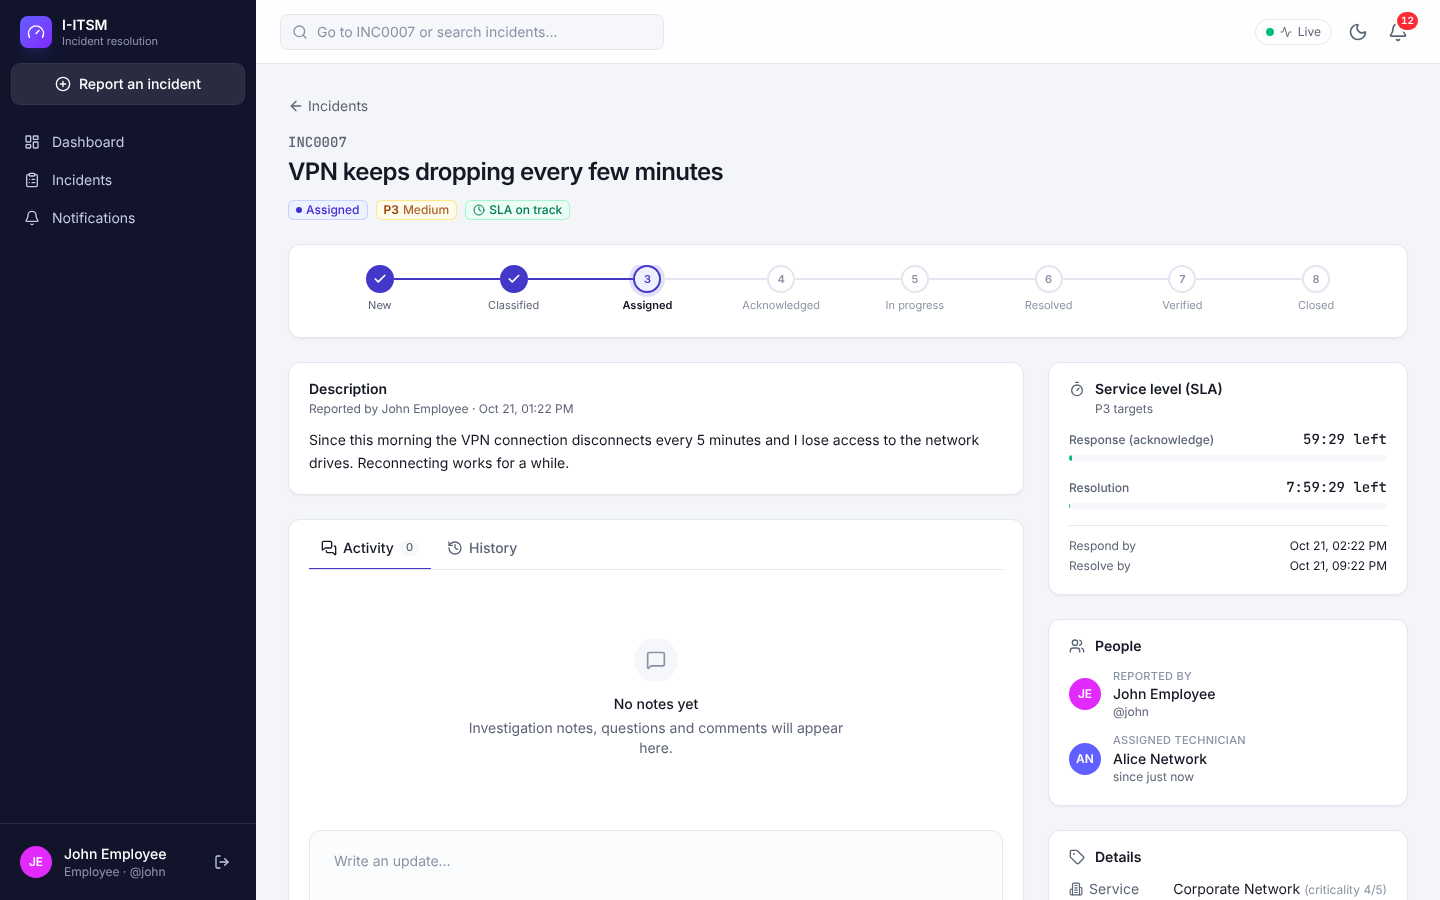 I-ITSM
Incident resolution
Report an incident
Dashboard
Incidents
Notifications
JE
John Employee
Employee · @john
Go to INC0007 or search incidents...
Live
12
Incidents
INC0007
VPN keeps dropping every few minutes
Assigned
P3 Medium
SLA on track
3
4
5
6
7
8
New
Classified
Assigned
Acknowledged
In progress
Resolved
Verified
Closed
Description
Reported by John Employee · Oct 21, 01:22 PM
Since this morning the VPN connection disconnects every 5 minutes and I lose access to the network
drives. Reconnecting works for a while.
Activity 0
History
No notes yet
Investigation notes, questions and comments will appear
here.
Write an update...
Service level (SLA)
P3 targets
Response (acknowledge) 59:29 left
Resolution 7:59:29 left
Respond by Oct 21, 02:22 PM
Resolve by Oct 21, 09:22 PM
People
JE
REPORTED BY
John Employee
@john
AN
ASSIGNED TECHNICIAN
Alice Network
since just now
Details
Service Corporate Network (criticality 4/5)